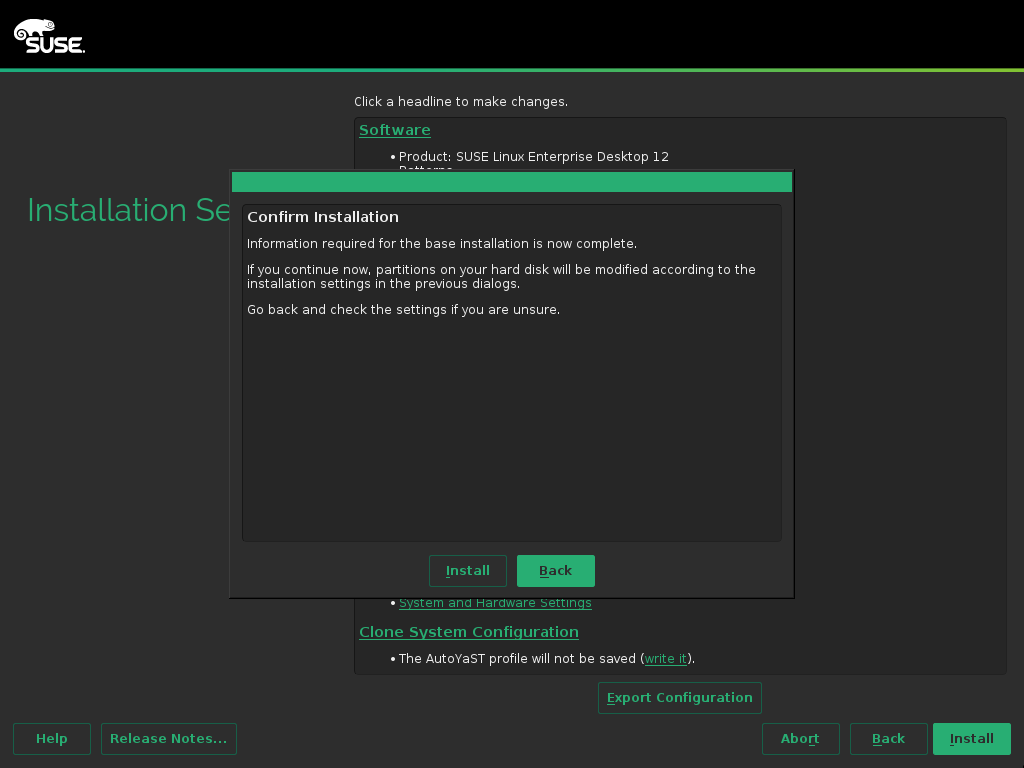 SUSE
Click a headline to make changes.
Software
• Product: SUSE Linux Enterprise Desktop 12
Installation Se
Confirm Installation
Information required for the base installation is now complete.
If you continue now, partitions on your hard disk will be modified according to the
installation settings in the previous dialogs.
Go back and check the settings if you are unsure.
Install Back
• System and Hardware Settings
Clone System Configuration
• The AutoYaST profile will not be saved (write it).
Export Configuration
Help Release Notes... Abort Back Install